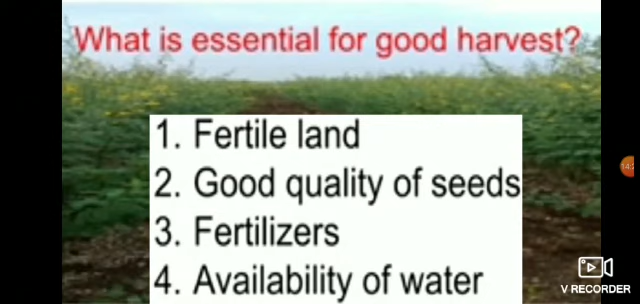 What is essential for good harvest?
1. Fertile land
2. Good quality of seeds
3. Fertilizers
4. Availability of water
V RECORDER